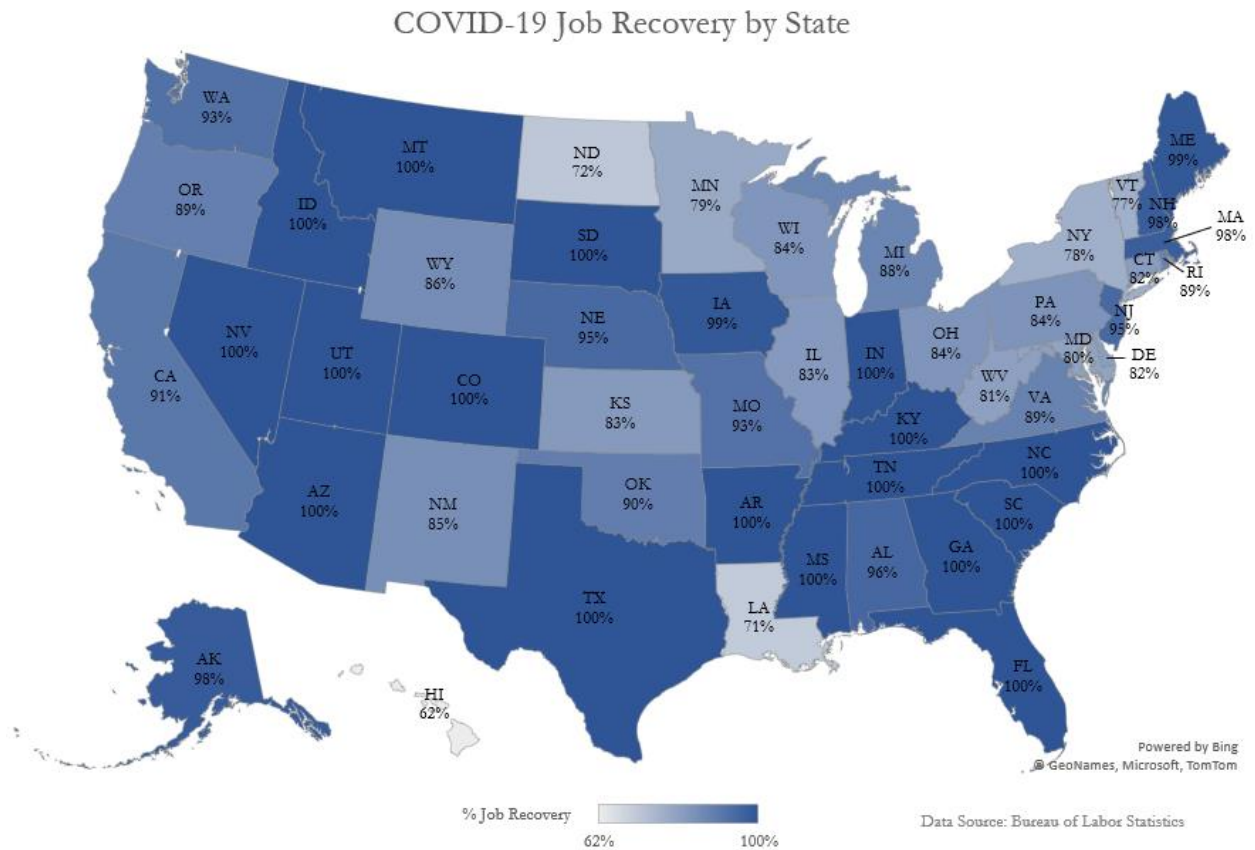 COVID-19 Job Recovery by State
WA
93%
MT
100%
ND
72%
MN
79%
ME
99%
VT
77%
NH
98%
MA
98%
OR
89%
ID
100%
SD
100%
WI
84%
MI
88%
NY
78%
CT
82%
RI
89%
WY
86%
IA
99%
PA
84%
NJ
95%
NV
100%
UT
100%
NE
95%
IL
83%
IN
100%
OH
84%
MD
80%
DE
82%
CA
91%
CO
100%
KS
83%
MO
93%
WV
81%
VA
89%
KY
100%
AZ
100%
NM
85%
OK
90%
AR
100%
TN
100%
NC
100%
SC
100%
TX
100%
LA
71%
MS
100%
AL
96%
GA
100%
AK
98%
HI
62%
FL
100%
Powered by Bing
© GeoNames, Microsoft, TomTom
% Job Recovery
62%
100%
Data Source: Bureau of Labor Statistics